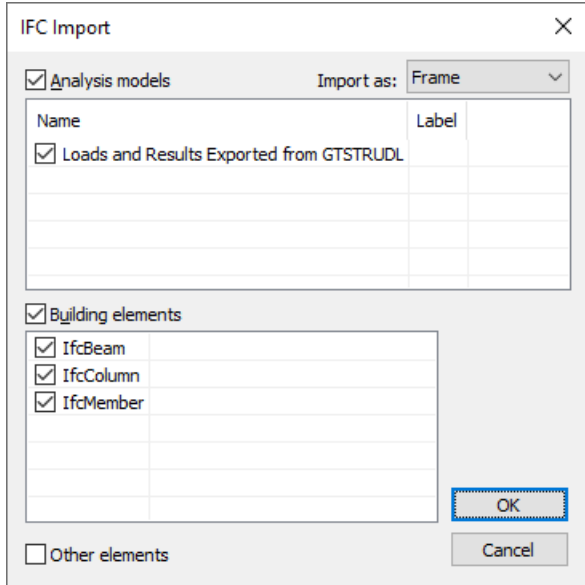 IFC Import
Analysis models
Import as: Frame
Name Label
Loads and Results Exported from GTSTRUDL
Building elements
IfcBeam
IfcColumn
IfcMember
OK
Other elements
Cancel